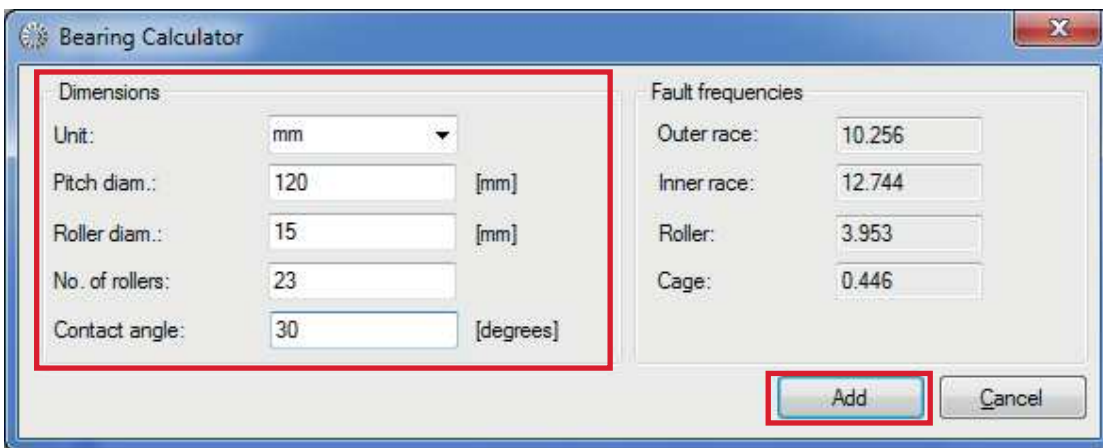 Bearing Calculator
Dimensions
Unit: mm
Pitch diam.: 120 [mm]
Roller diam.: 15 [mm]
No. of rollers: 23
Contact angle: 30 [degrees]
Fault frequencies
Outer race: 10.256
Inner race: 12.744
Roller: 3.953
Cage: 0.446
Add Cancel